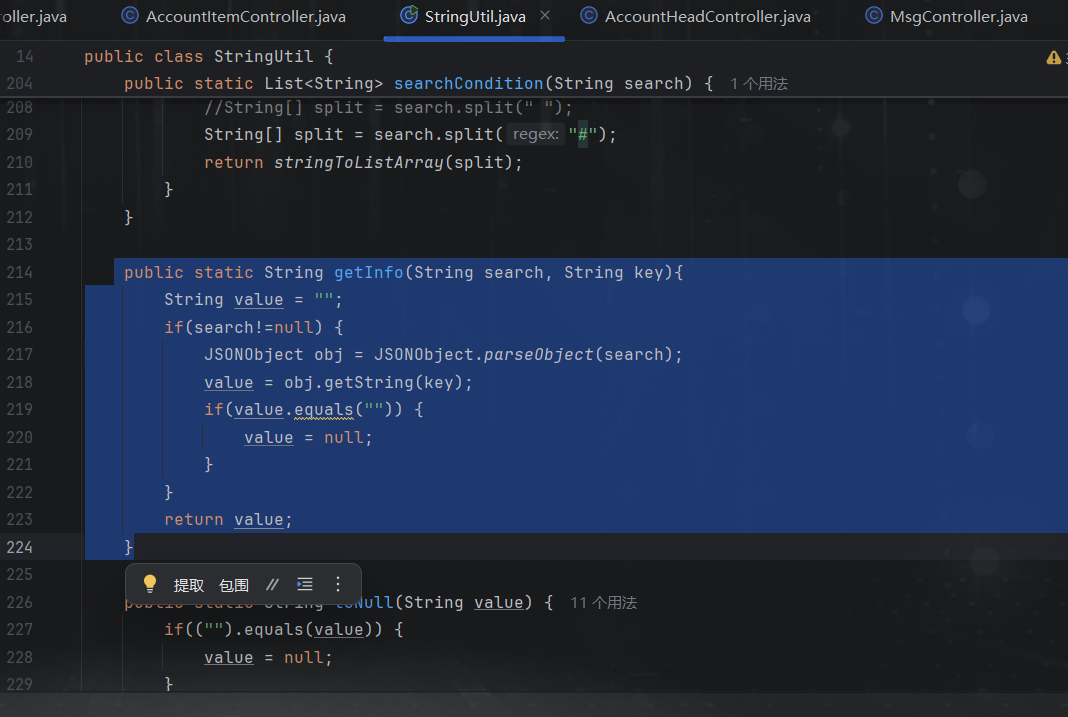 oller.java AccountItemController.java StringUtil.java AccountHeadController.java MsgController.java
14 public class StringUtil {
204 public static List<String> searchCondition(String search) { 1 个用法
208 //String[] split = search.split(" ");
209 String[] split = search.split( regex: "#");
210 return stringToListArray(split);
211 }
212 }
213
214 public static String getInfo(String search, String key){
215 String value = "";
216 if(search!=null) {
217 JSONObject obj = JSONObject.parseObject(search);
218 value = obj.getString(key);
219 if(value.equals("")) {
220 value = null;
221 }
222 }
223 return value;
224 }
225
提取 包围 //
226 public static String toNull(String value) { 11 个用法
227 if(("").equals(value)) {
228 value = null;
229 }